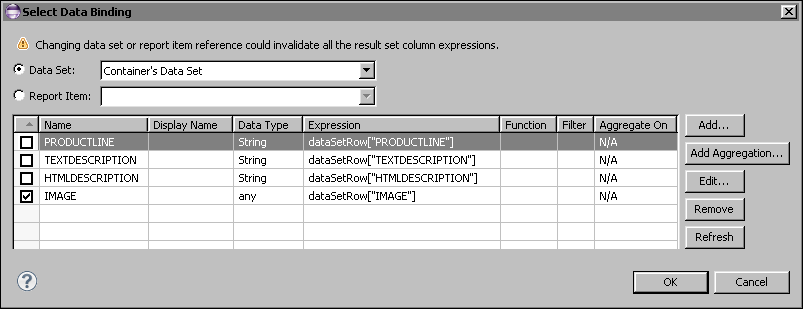 Select Data Binding
Changing data set or report item reference could invalidate all the result set column expressions.
Data Set: Container's Data Set
Report Item:
Name Display Name Data Type Expression Function Filter Aggregate On
PRODUCTLINE String dataSetRow["PRODUCTLINE"] N/A
TEXTDESCRIPTION String dataSetRow["TEXTDESCRIPTION"] N/A
HTMLDESCRIPTION String dataSetRow["HTMLDESCRIPTION"] N/A
IMAGE any dataSetRow["IMAGE"] N/A
Add...
Add Aggregation...
Edit...
Remove
Refresh
? OK Cancel